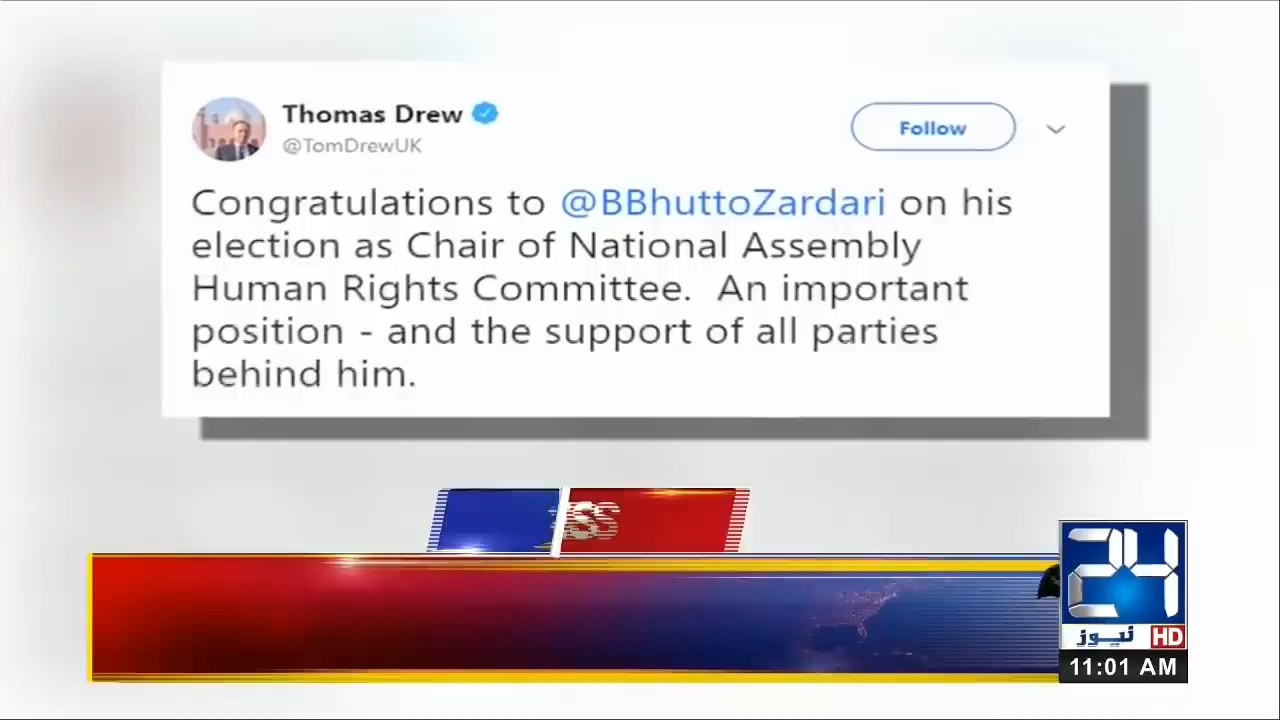 Thomas Drew
@TomDrewUK
Follow
Congratulations to @BBhuttoZardari on his
election as Chair of National Assembly
Human Rights Committee. An important
position - and the support of all parties
behind him.
24
نیوز HD
11:01 AM